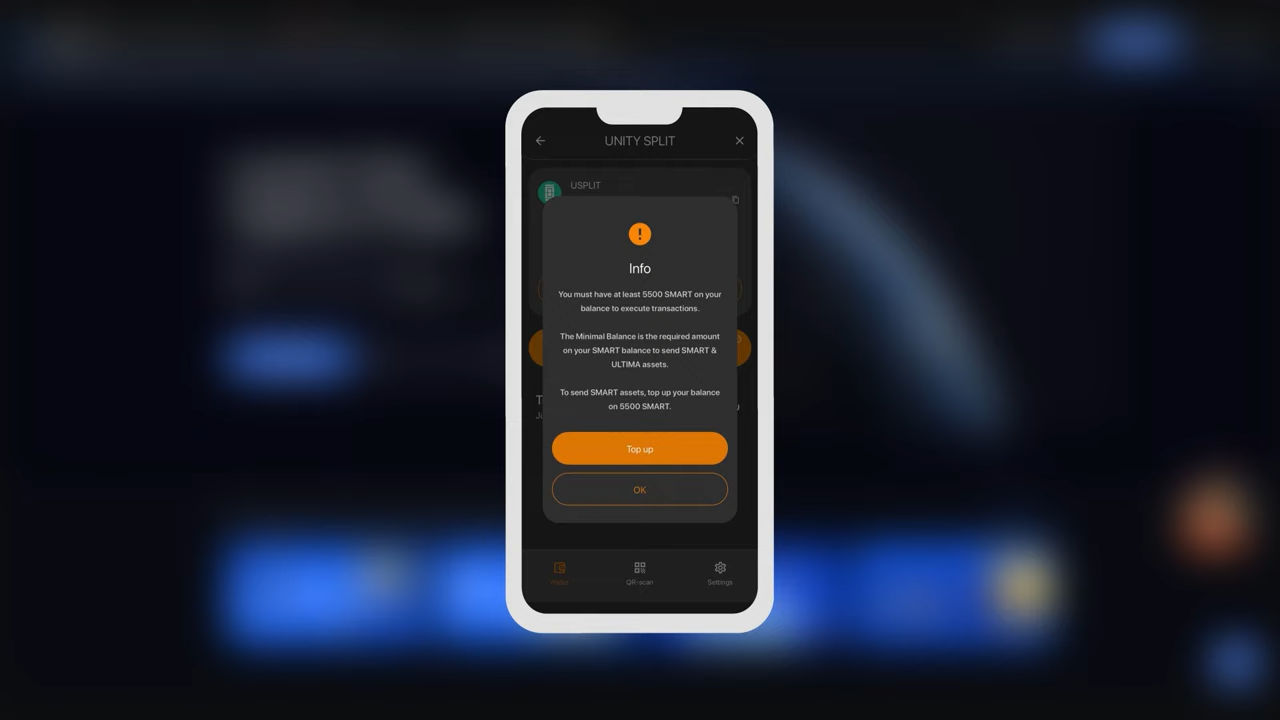 UNITY SPLIT
USPLIT
Info
You must have at least 5500 SMART on your
balance to execute transactions.
The Minimal Balance is the required amount
on your SMART balance to send SMART &
ULTIMA assets.
To send SMART assets, top up your balance
on 5500 SMART.
Top up
OK
QR-scan
Settings